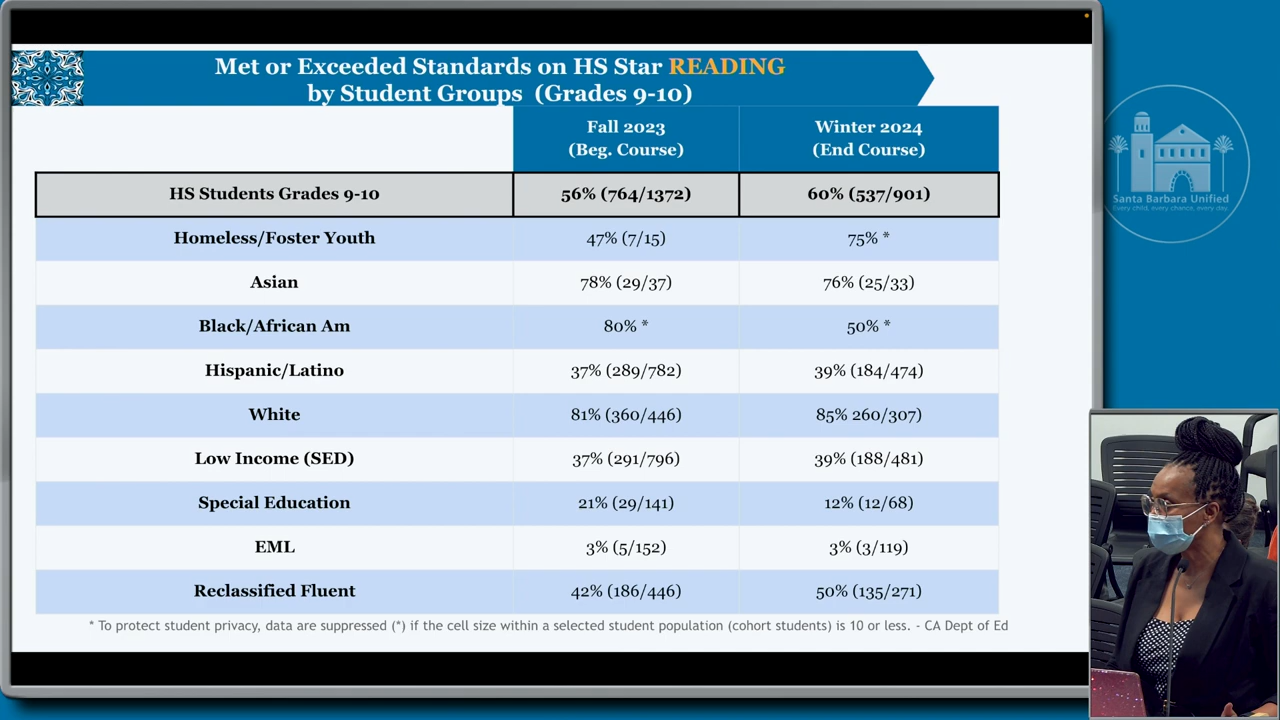 Met or Exceeded Standards on HS Star READING
by Student Groups (Grades 9-10)
Fall 2023
(Beg. Course)
Winter 2024
(End Course)
HS Students Grades 9-10 56% (764/1372) 60% (537/901)
Homeless/Foster Youth 47% (7/15) 75% *
Asian 78% (29/37) 76% (25/33)
Black/African Am 80% * 50% *
Hispanic/Latino 37% (289/782) 39% (184/474)
White 81% (360/446) 85% 260/307)
Low Income (SED) 37% (291/796) 39% (188/481)
Special Education 21% (29/141) 12% (12/68)
EML 3% (5/152) 3% (3/119)
Reclassified Fluent 42% (186/446) 50% (135/271)
* To protect student privacy, data are suppressed (*) if the cell size within a selected student population (cohort students) is 10 or less. - CA Dept of Ed
Santa Barbara Unified
Every child, every chance, every day.